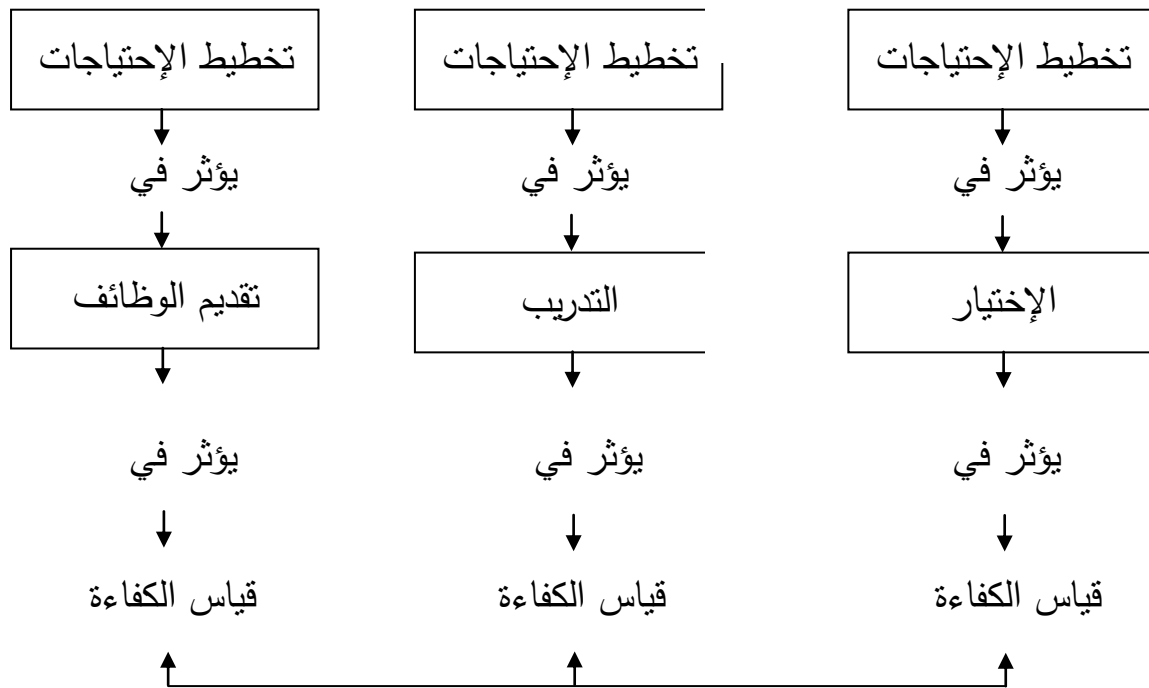 تخطيط الإحتياجات تخطيط الإحتياجات تخطيط الإحتياجات
يؤثر في يؤثر في يؤثر في
الإختيار التدريب تقديم الوظائف
يؤثر في يؤثر في يؤثر في
قياس الكفاءة قياس الكفاءة قياس الكفاءة